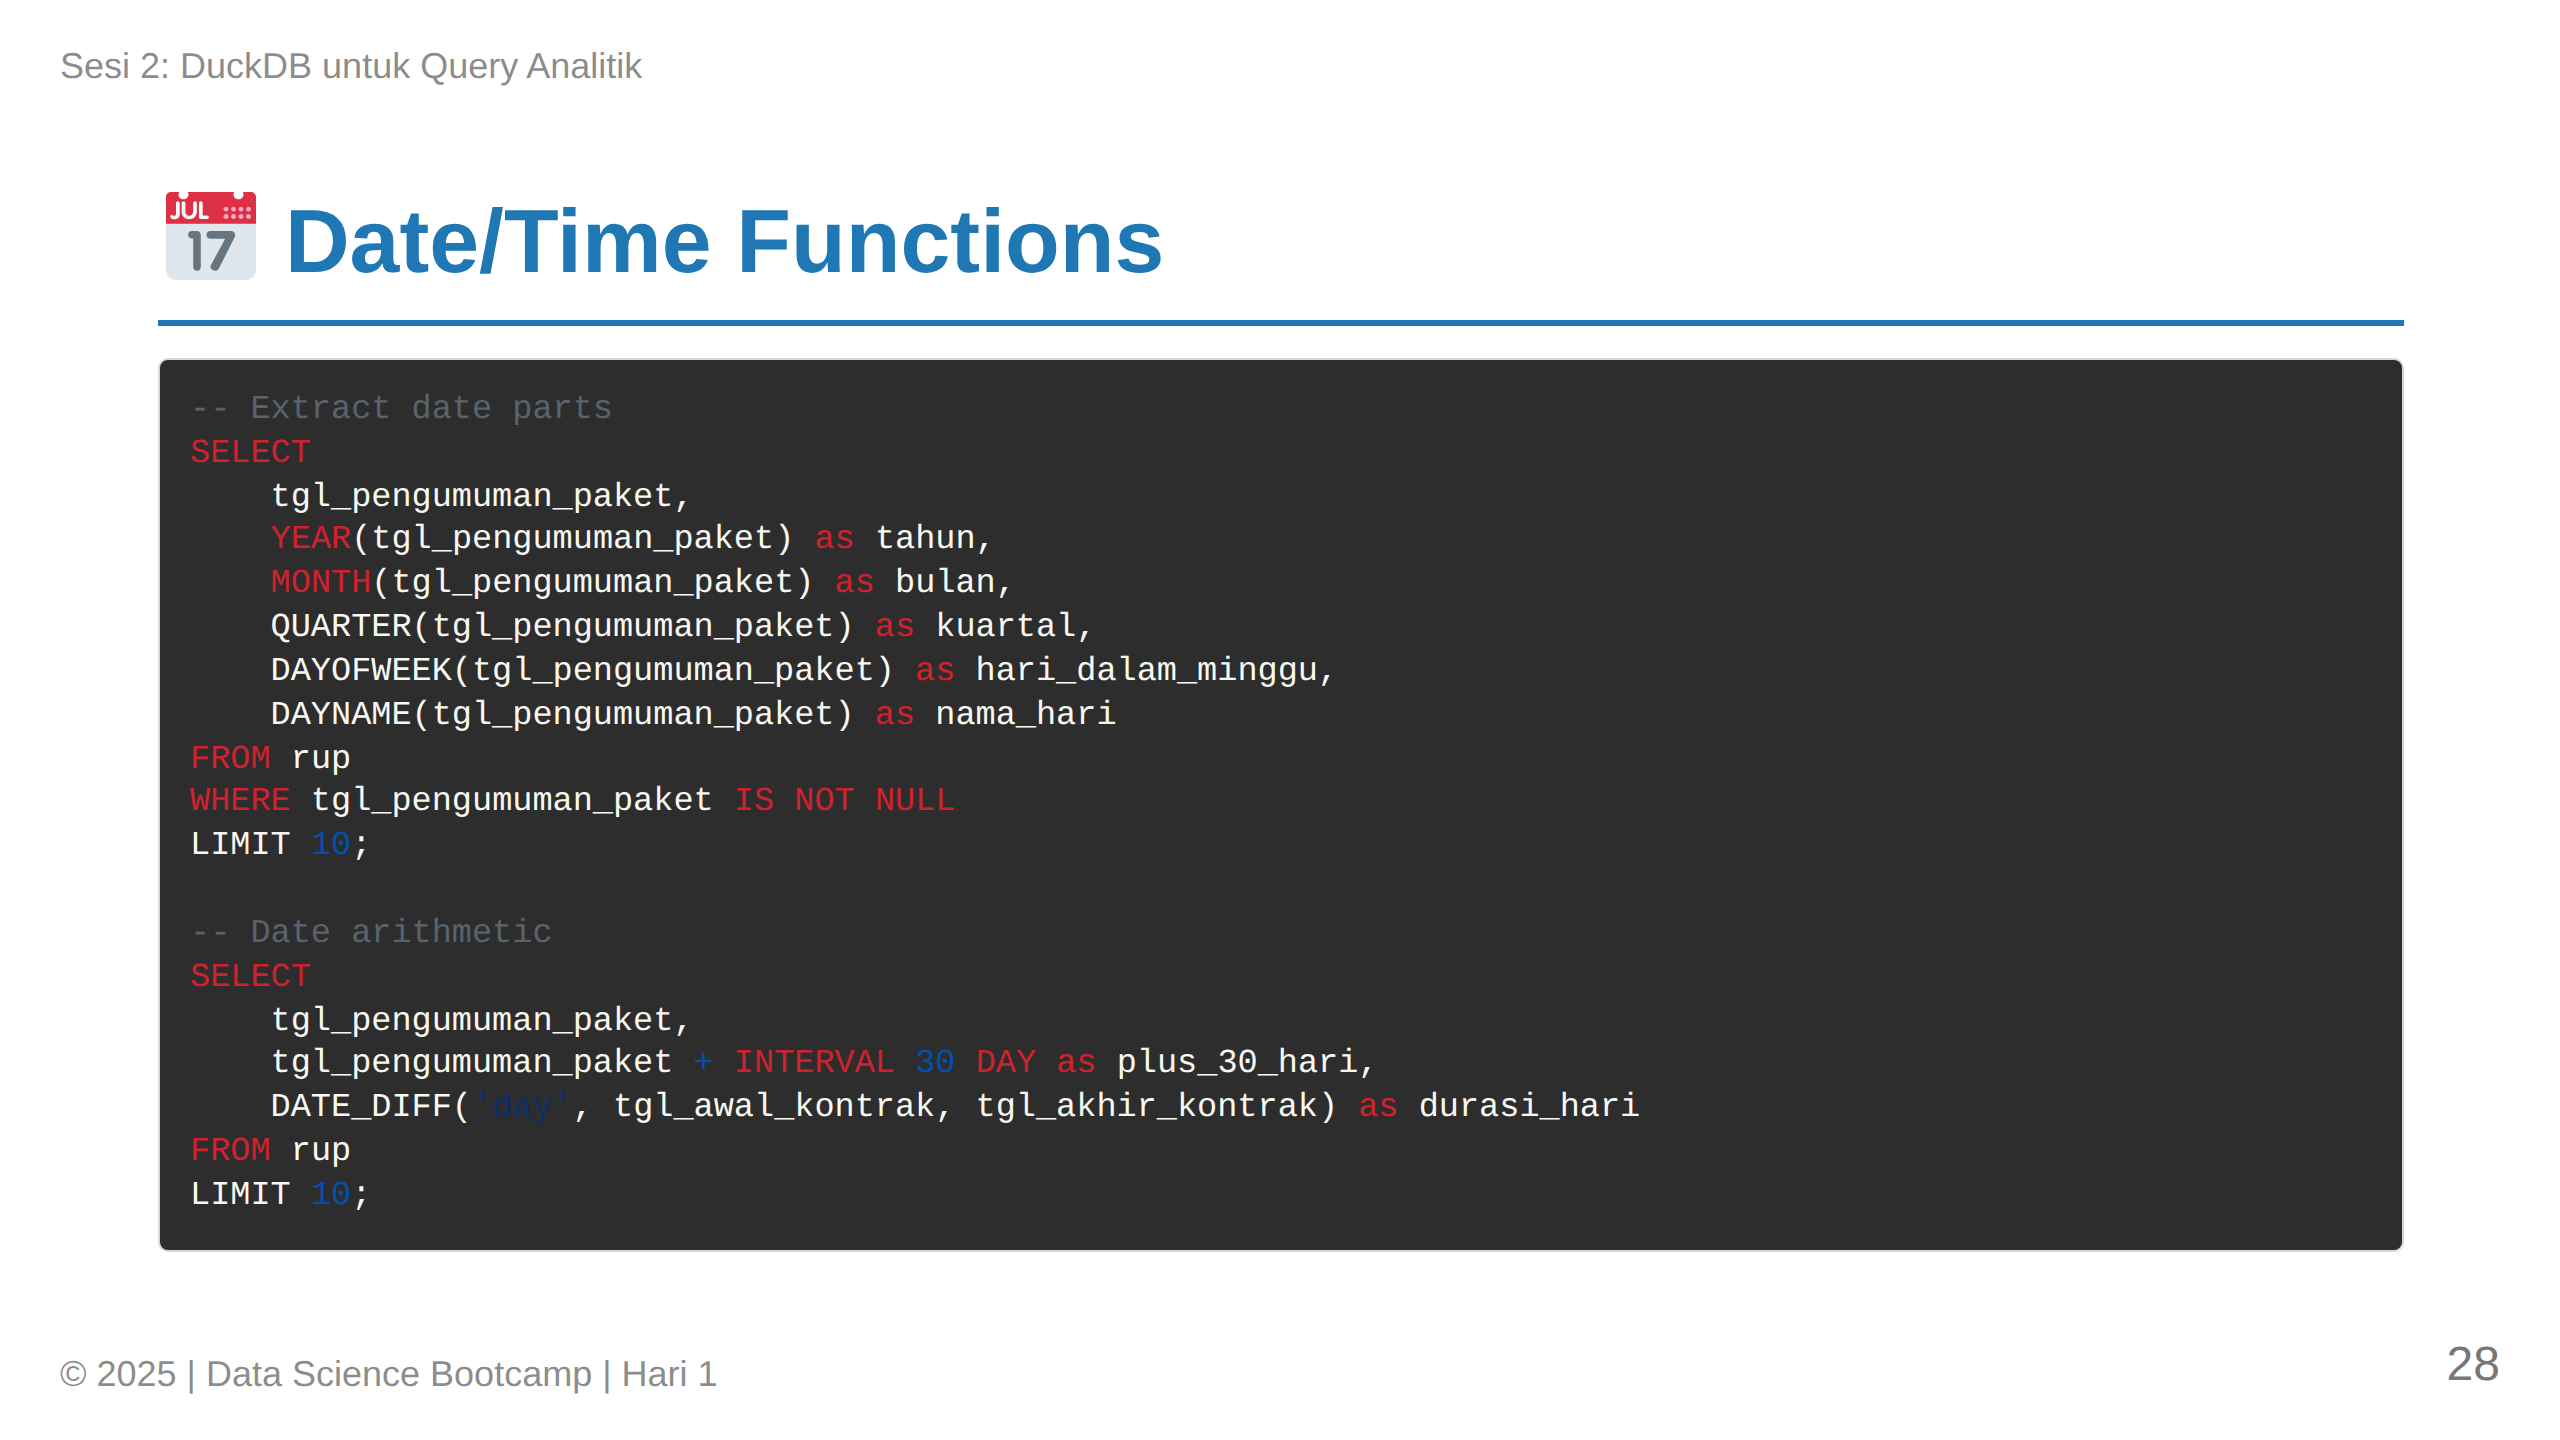 Sesi 2: DuckDB untuk Query Analitik
JUL
17
Date/Time Functions
-- Extract date parts
SELECT
    tgl_pengumuman_paket,
    YEAR(tgl_pengumuman_paket) as tahun,
    MONTH(tgl_pengumuman_paket) as bulan,
    QUARTER(tgl_pengumuman_paket) as kuartal,
    DAYOFWEEK(tgl_pengumuman_paket) as hari_dalam_minggu,
    DAYNAME(tgl_pengumuman_paket) as nama_hari
FROM rup
WHERE tgl_pengumuman_paket IS NOT NULL
LIMIT 10;

-- Date arithmetic
SELECT
    tgl_pengumuman_paket,
    tgl_pengumuman_paket + INTERVAL 30 DAY as plus_30_hari,
    DATE_DIFF('day', tgl_awal_kontrak, tgl_akhir_kontrak) as durasi_hari
FROM rup
LIMIT 10;
© 2025 | Data Science Bootcamp | Hari 1
28